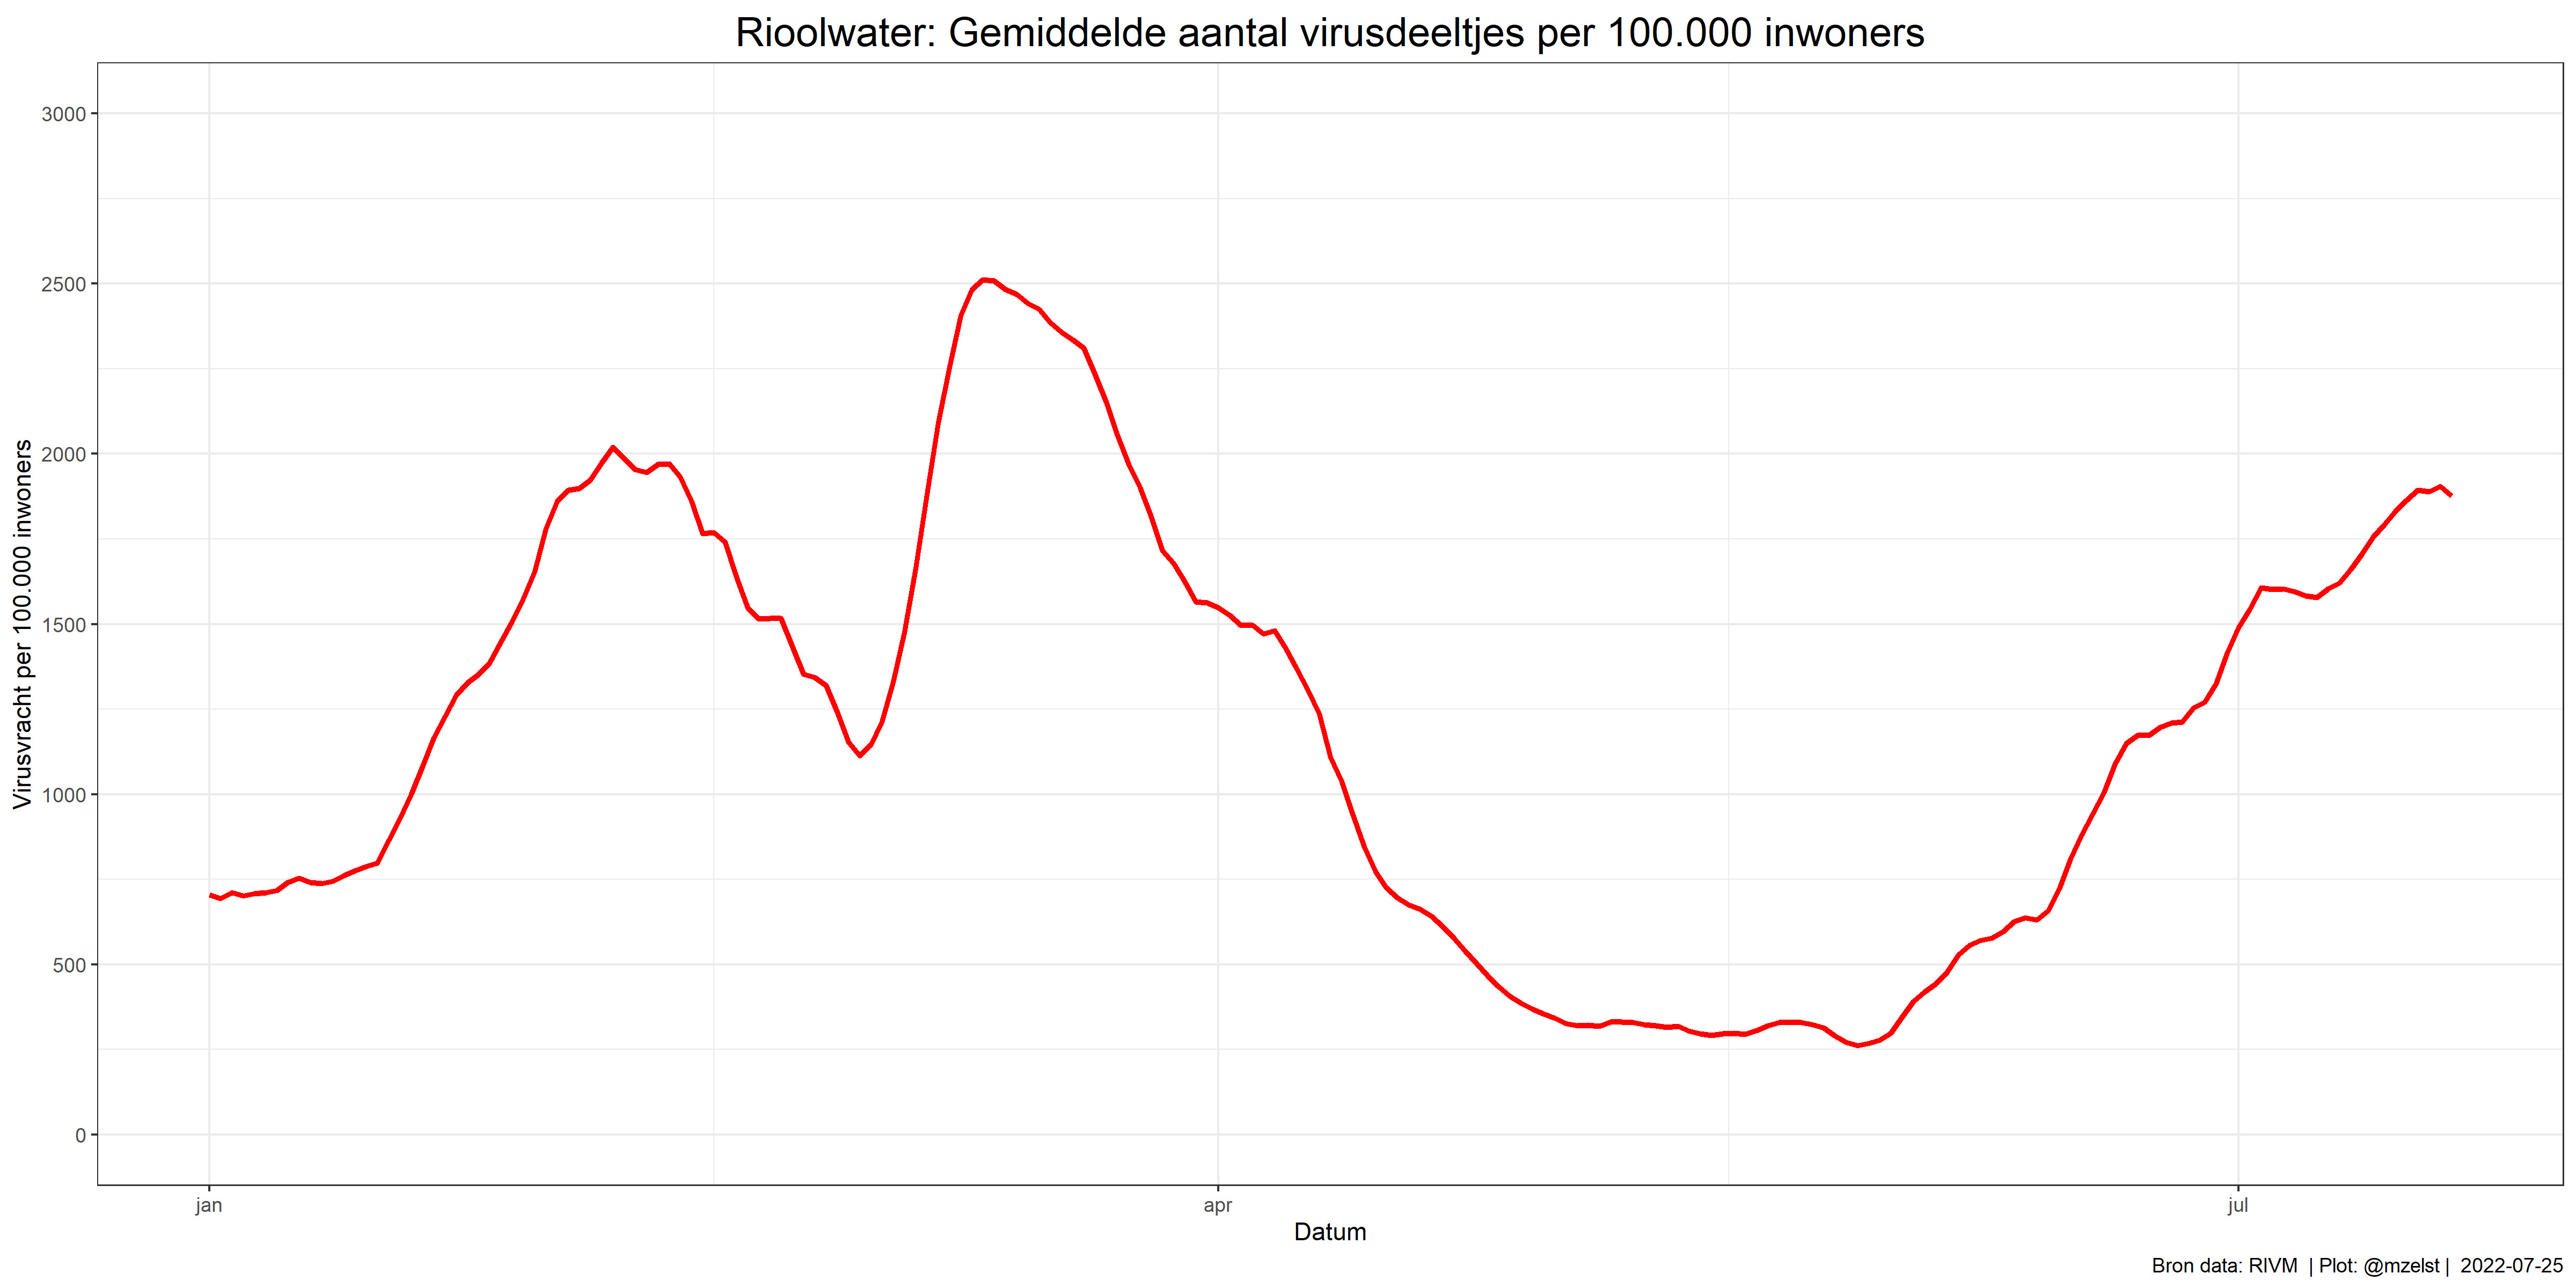 Rioolwater: Gemiddelde aantal virusdeeltjes per 100.000 inwoners
Virusvracht per 100.000 inwoners
3000
2500
2000
1500
1000
500
0
jan apr jul
Datum
Bron data: RIVM | Plot: @mzelst | 2022-07-25